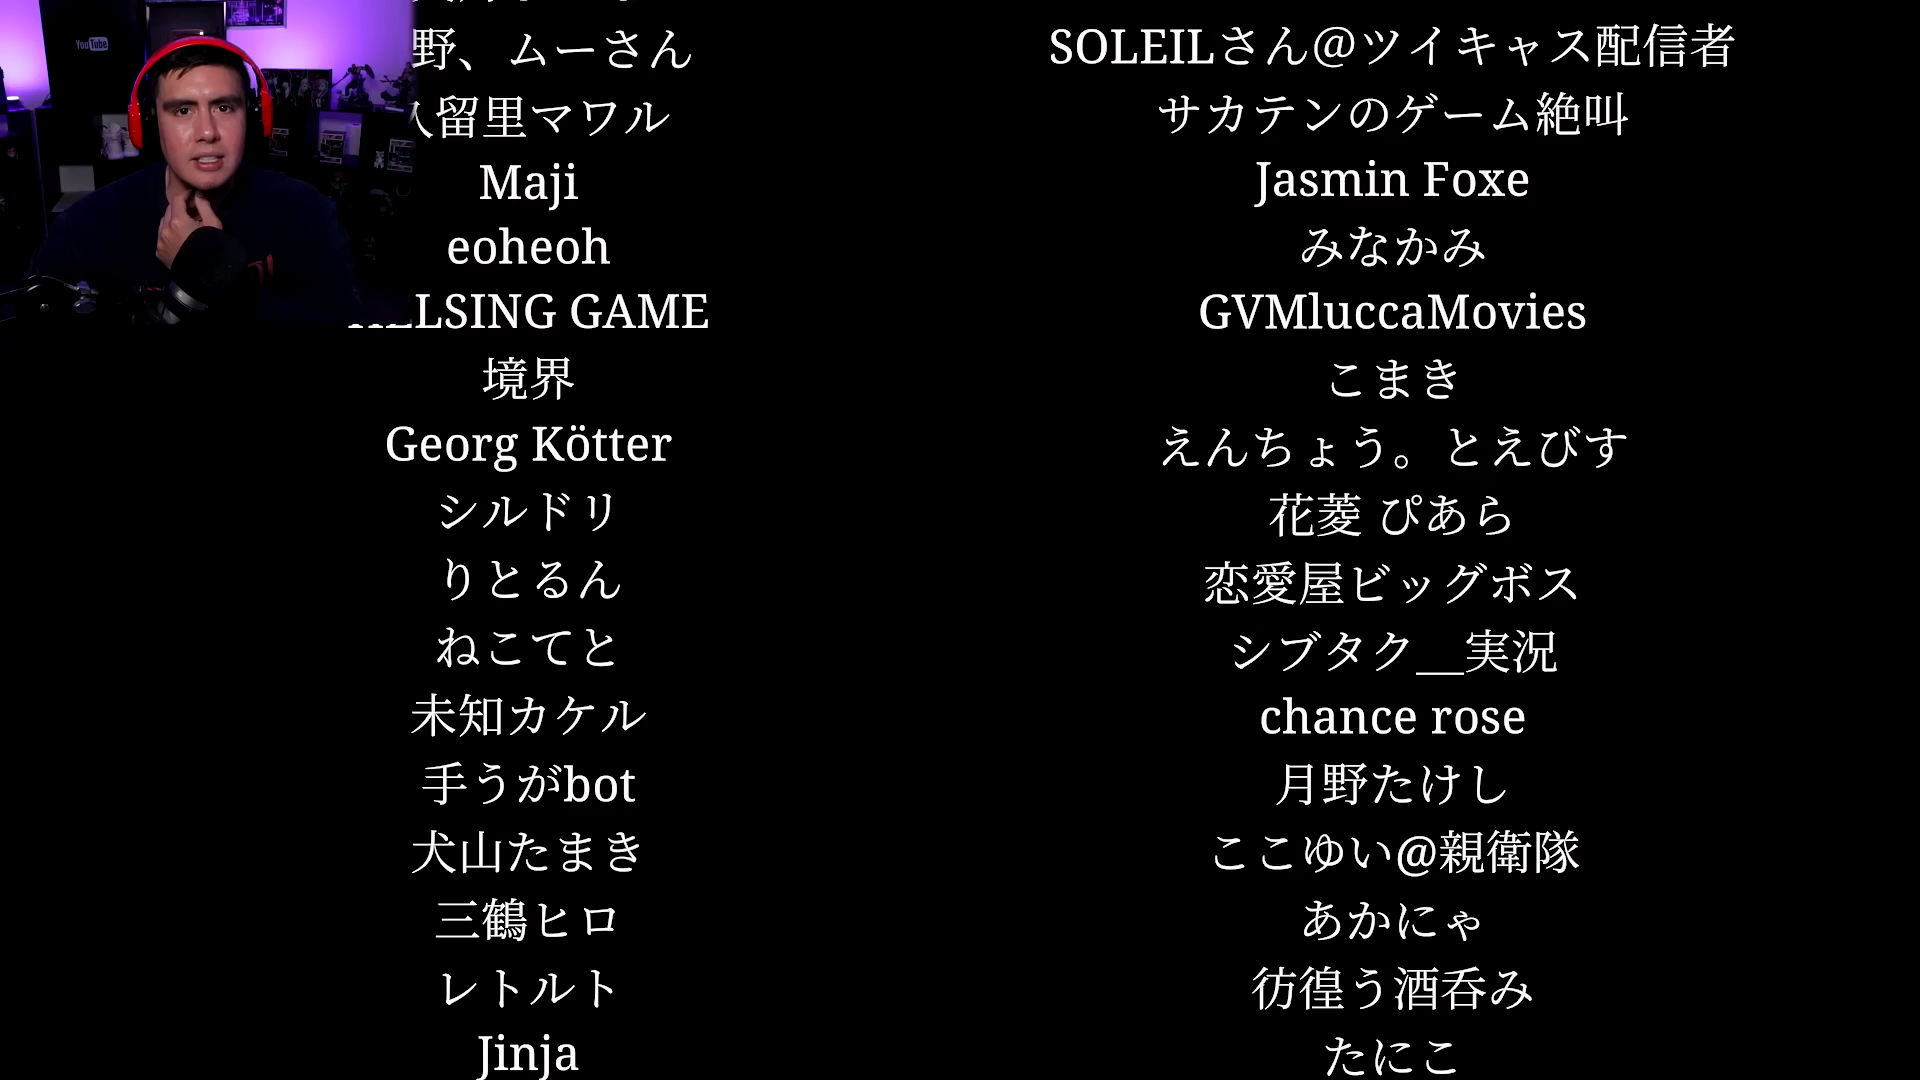 YouTube
野、ムーさん
留里マワル
Maji
eoheoh
LSING GAME
境界
Georg Kötter
シルドリ
りとるん
ねこてと
未知カケル
手うがbot
犬山たまき
三鶴ヒロ
レトルト
Jinja
SOLEILさん@ツイキャス配信者
サカテンのゲーム絶叫
Jasmin Foxe
みなかみ
GVMluccaMovies
こまき
えんちょう。とえびす
花菱 ぴあら
恋愛屋ビッグボス
シブタク__実況
chance rose
月野たけし
ここゆい@親衛隊
あかにゃ
彷徨う酒呑み
たにこ